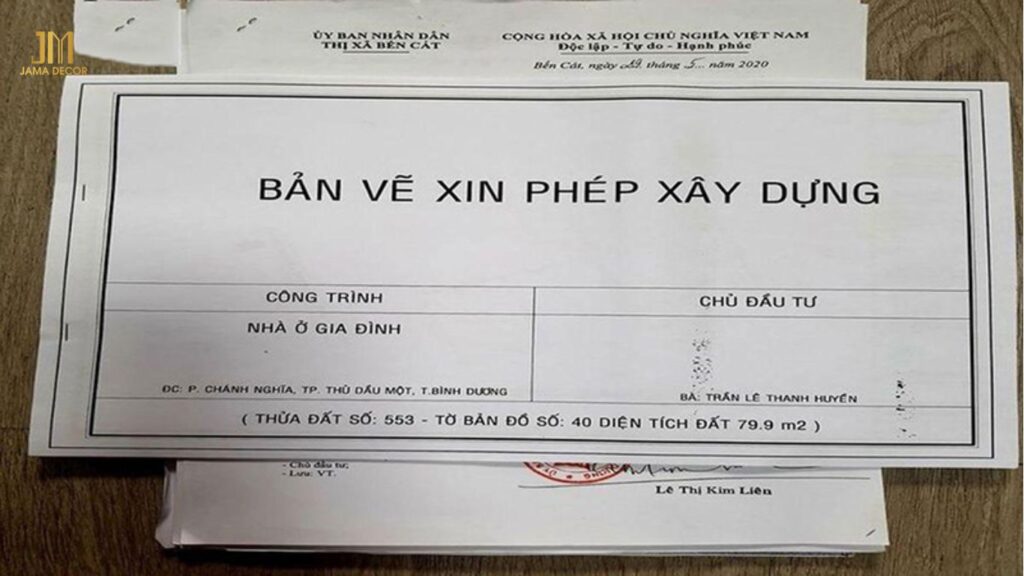 JM
JAMA DECOR
ỦY BAN NHÂN DÂN
THỊ XÃ BẾN CÁT
CỘNG HÒA XÃ HỘI CHỦ NGHĨA VIỆT NAM
Độc lập - Tự do - Hạnh phúc
Bến Cát, ngày tháng 5 năm 2020
BẢN VẼ XIN PHÉP XÂY DỰNG
CÔNG TRÌNH
NHÀ Ở GIA ĐÌNH
ĐC: P. CHÁNH NGHĨA, TP. THỦ DẦU MỘT, T.BÌNH DƯƠNG
CHỦ ĐẦU TƯ
BÀ: TRẦN LÊ THANH HUYỀN
( THỬA ĐẤT SỐ: 553 - TỜ BẢN ĐỒ SỐ: 40 DIỆN TÍCH ĐẤT 79.9 m2 )
- Chủ đầu tư;
- Lưu: VT.
Lê Thị Kim Liên